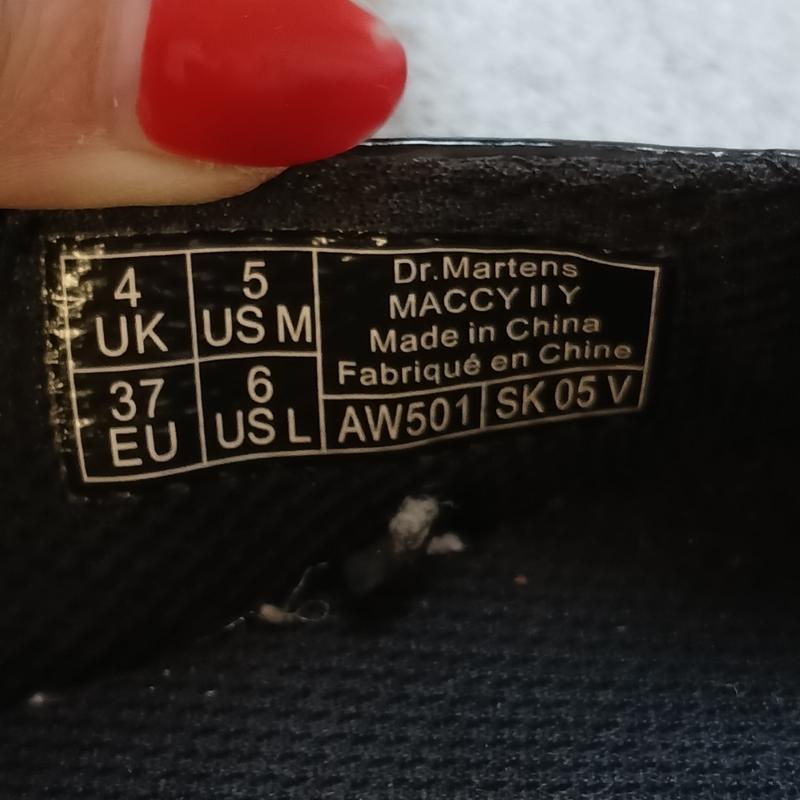 4
UK
5
US M
37
EU
6
US L
Dr.Martens
MACCY II Y
Made in China
Fabriqué en Chine
AW501
SK 05 V